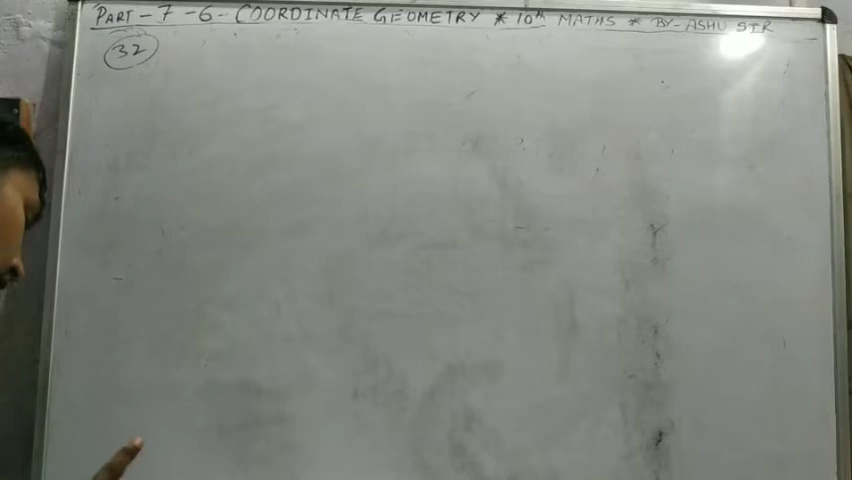 PART - 7 - 6 - COORDINATE GEOMETRY * 10th MATHS * BY - ASHU SIR
32